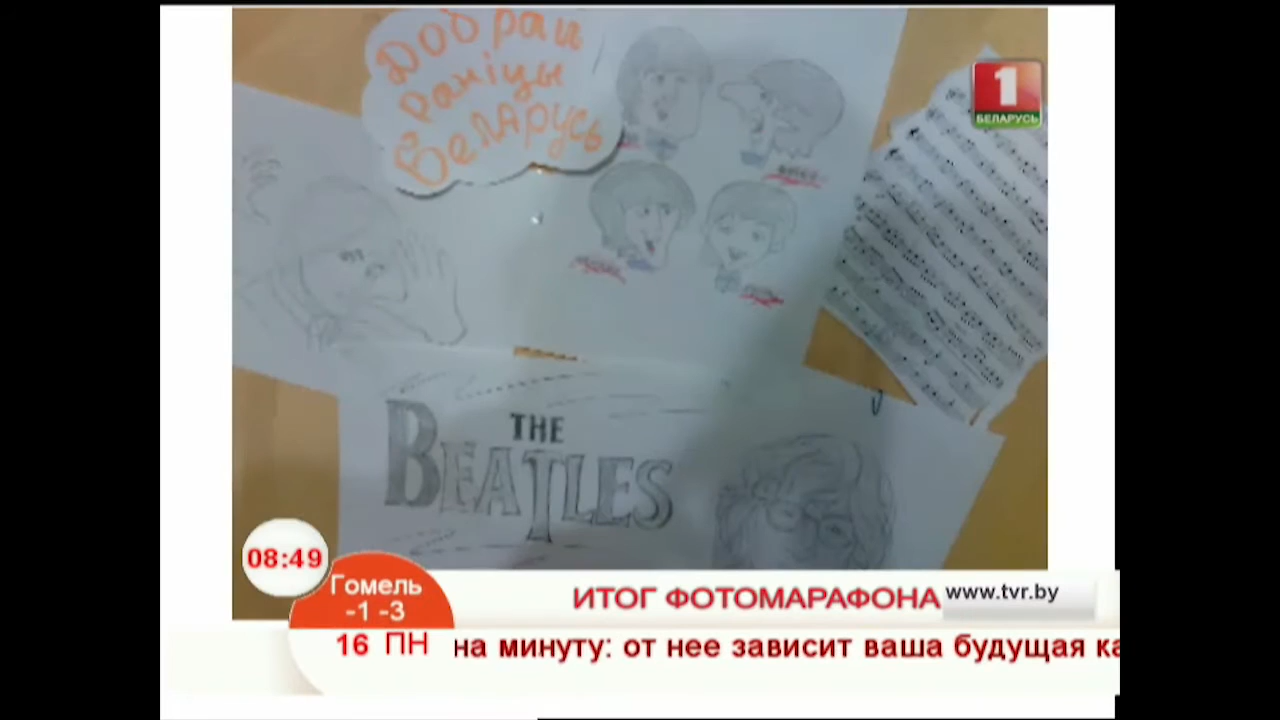 Добрай
раніцы
Беларусь
1
БЕЛАРУСЬ
THE
BEATLES
08:49
Гомель
-1 -3
ИТОГ ФОТОМАРАФОНА
www.tvr.by
16 ПН
на минуту: от нее зависит ваша будущая ка